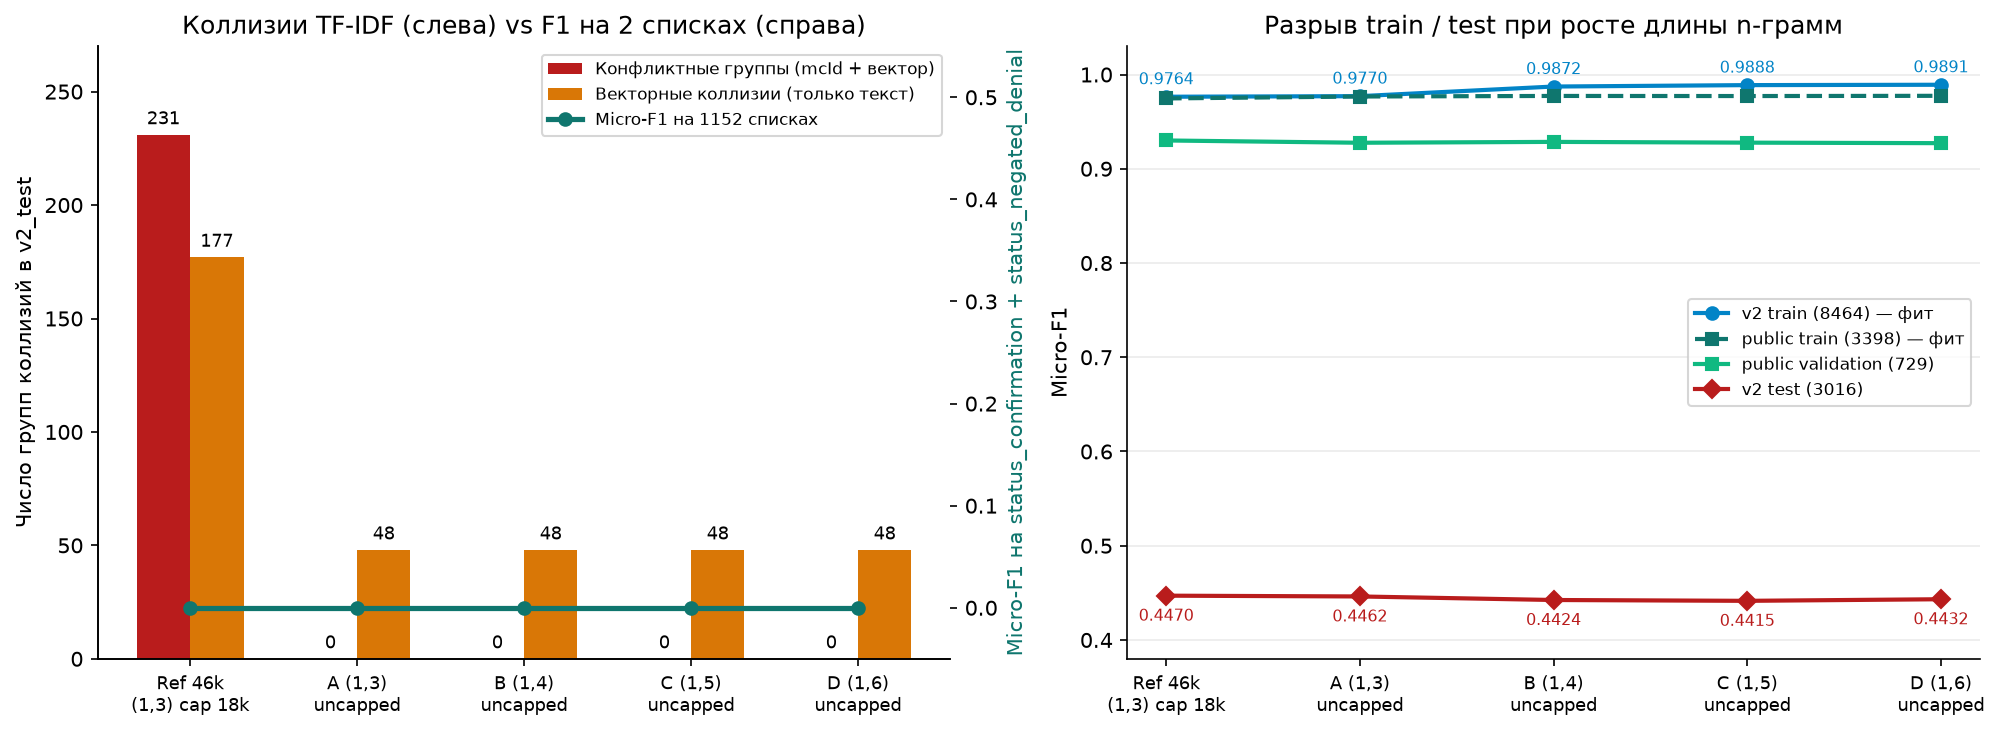 Коллизии TF-IDF (слева) vs F1 на 2 списках (справа)
Число групп коллизий в v2_test
250
200
150
100
50
0
Конфликтные группы (mcId + вектор)
Векторные коллизии (только текст)
Micro-F1 на 1152 списках
231
177
0
48
0
48
0
48
0
48
0.5
0.4
0.3
0.2
0.1
0.0
Micro-F1 на status_confirmation + status_negated_denial
Ref 46k
(1,3) cap 18k
A (1,3)
uncapped
B (1,4)
uncapped
C (1,5)
uncapped
D (1,6)
uncapped
Разрыв train / test при росте длины n-грамм
Micro-F1
1.0
0.9
0.8
0.7
0.6
0.5
0.4
0.9764
0.9770
0.9872
0.9888
0.9891
v2 train (8464) — фит
public train (3398) — фит
public validation (729)
v2 test (3016)
0.4470
0.4462
0.4424
0.4415
0.4432
Ref 46k
(1,3) cap 18k
A (1,3)
uncapped
B (1,4)
uncapped
C (1,5)
uncapped
D (1,6)
uncapped